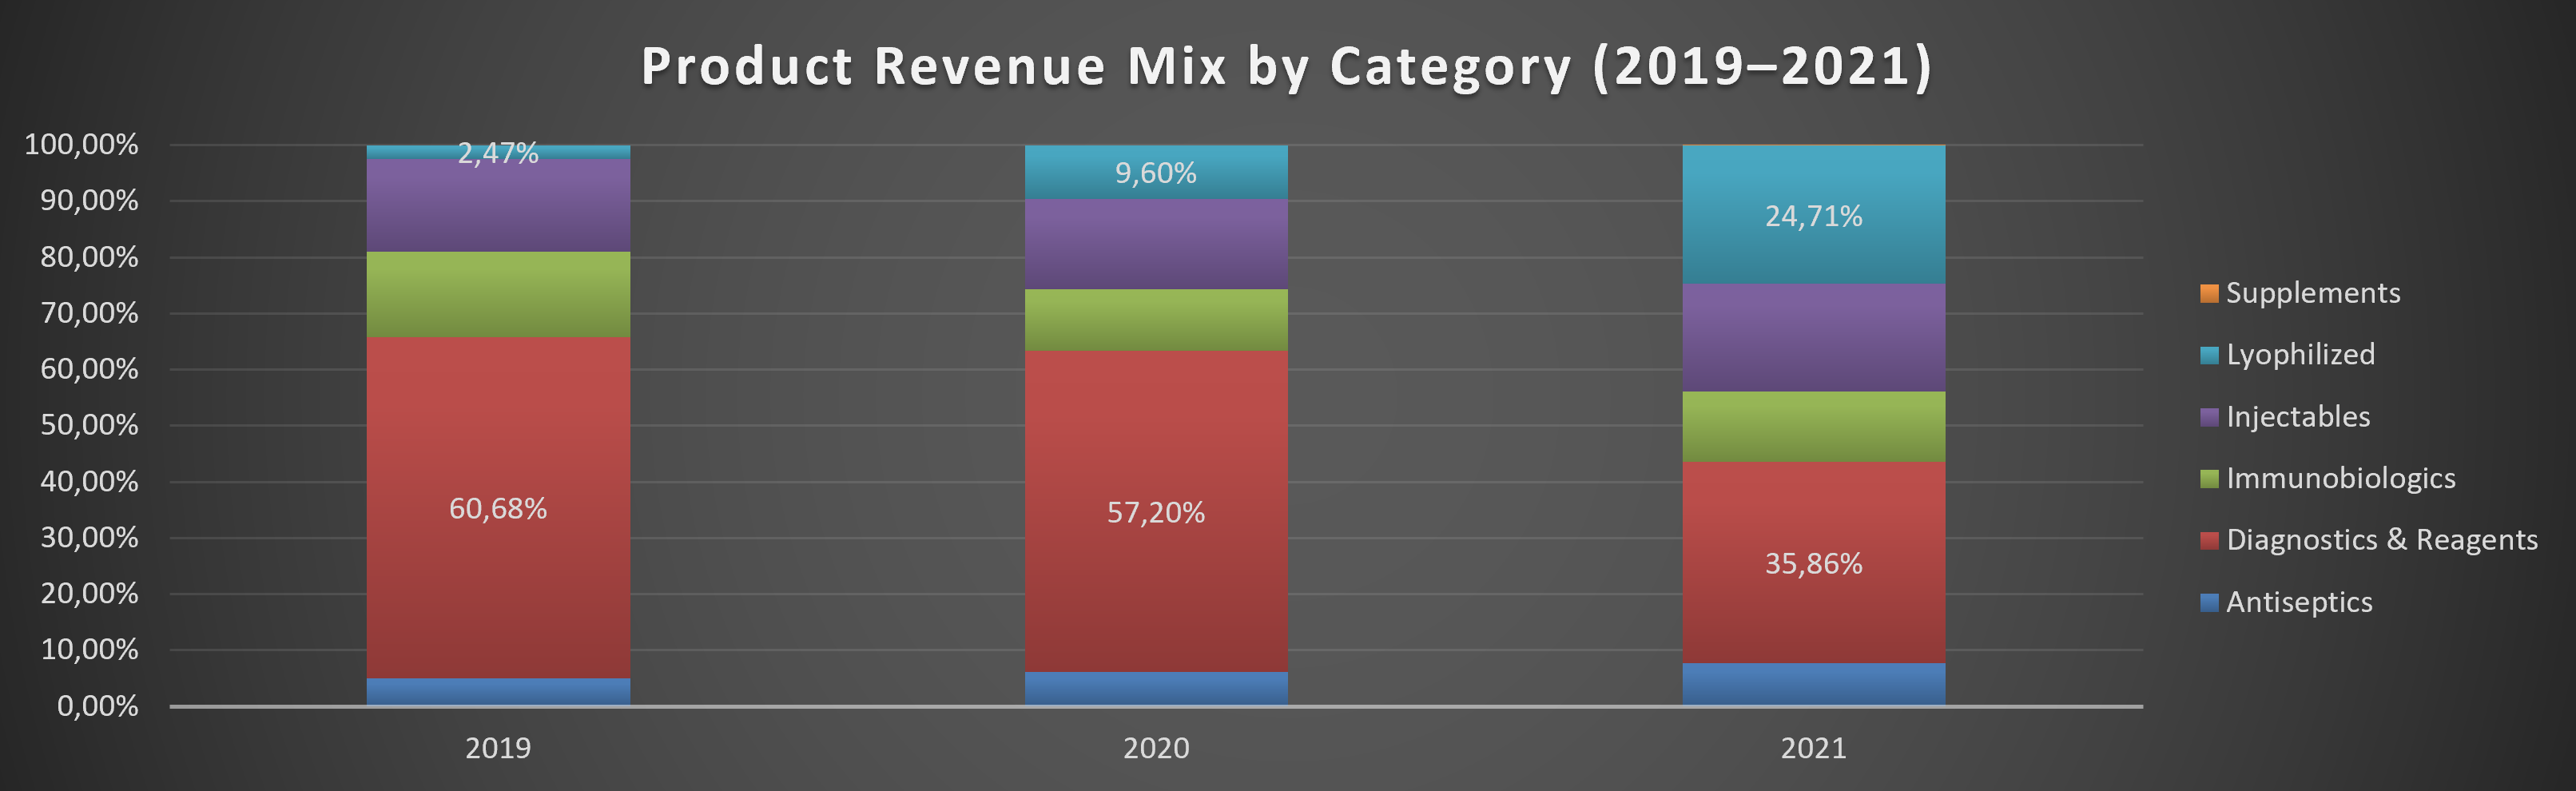 Product Revenue Mix by Category (2019–2021)
100,00%
90,00%
80,00%
70,00%
60,00%
50,00%
40,00%
30,00%
20,00%
10,00%
0,00%
2,47%
60,68%
9,60%
57,20%
24,71%
35,86%
2019
2020
2021
Supplements
Lyophilized
Injectables
Immunobiologics
Diagnostics & Reagents
Antiseptics